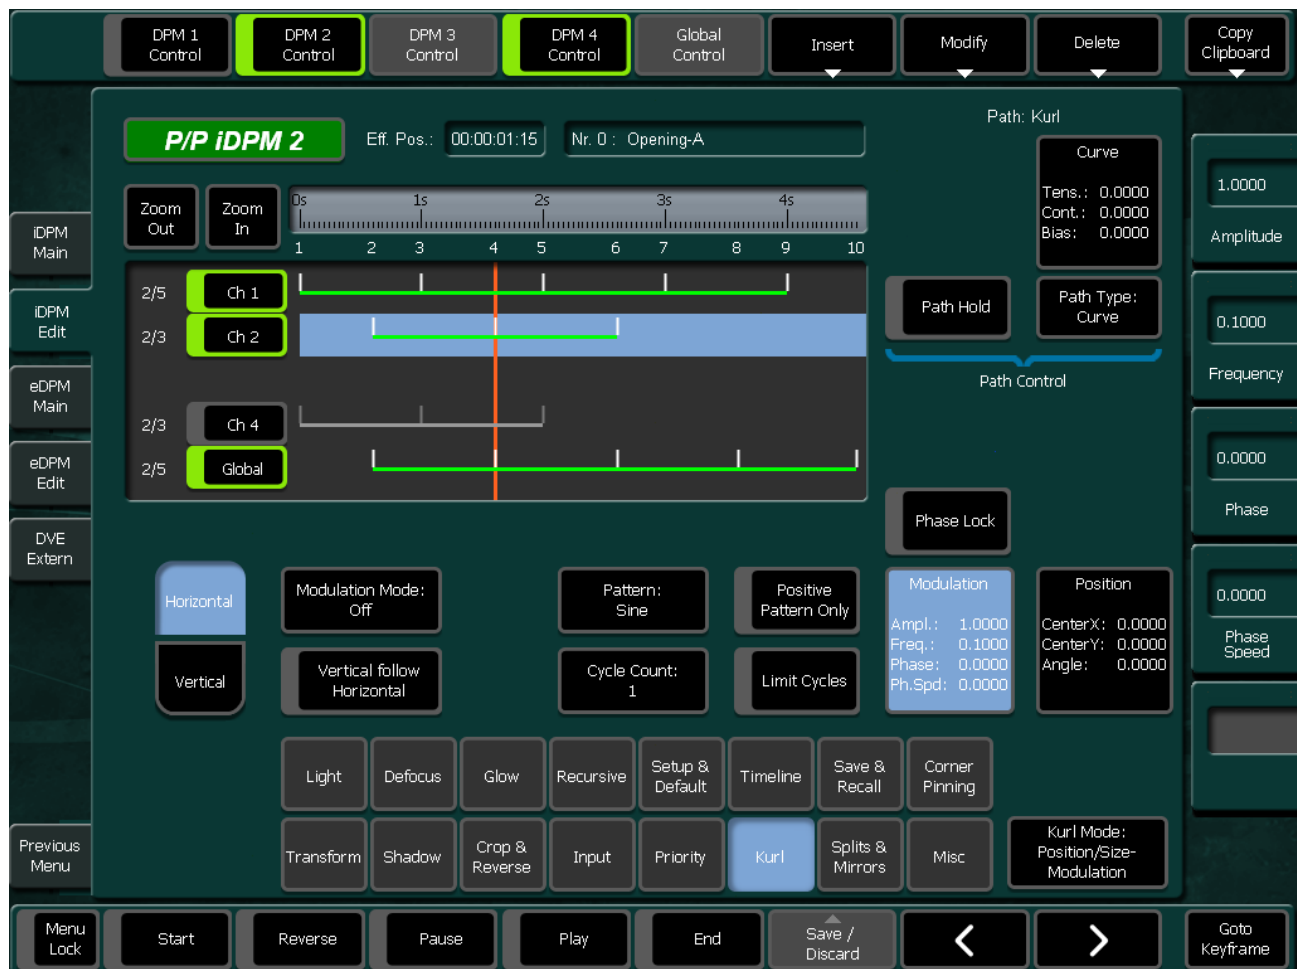 DPM 1
Control
DPM 2
Control
DPM 3
Control
DPM 4
Control
Global
Control
Insert
Modify
Delete
Copy
Clipboard
P/P iDPM 2
Eff. Pos.: 00:00:01:15
Nr. 0 : Opening-A
Path: Kurl
Curve
Tens.: 0.0000
Cont.: 0.0000
Bias: 0.0000
1.0000
Amplitude
Zoom
Out
Zoom
In
0s 1s 2s 3s 4s
1 2 3 4 5 6 7 8 9 10
iDPM
Main
iDPM
Edit
eDPM
Main
eDPM
Edit
DVE
Extern
2/5 Ch 1
2/3 Ch 2
2/3 Ch 4
2/5 Global
Path Hold
Path Type:
Curve
Path Control
0.1000
Frequency
0.0000
Phase
Phase Lock
Horizontal
Vertical
Modulation Mode:
Off
Vertical follow
Horizontal
Pattern:
Sine
Cycle Count:
1
Positive
Pattern Only
Limit Cycles
Modulation
Ampl.: 1.0000
Freq.: 0.1000
Phase: 0.0000
Ph.Spd: 0.0000
Position
CenterX: 0.0000
CenterY: 0.0000
Angle: 0.0000
0.0000
Phase
Speed
Light
Defocus
Glow
Recursive
Setup &
Default
Timeline
Save &
Recall
Corner
Pinning
Previous
Menu
Transform
Shadow
Crop &
Reverse
Input
Priority
Kurl
Splits &
Mirrors
Misc
Kurl Mode:
Position/Size-
Modulation
Menu
Lock
Start
Reverse
Pause
Play
End
Save /
Discard
Goto
Keyframe